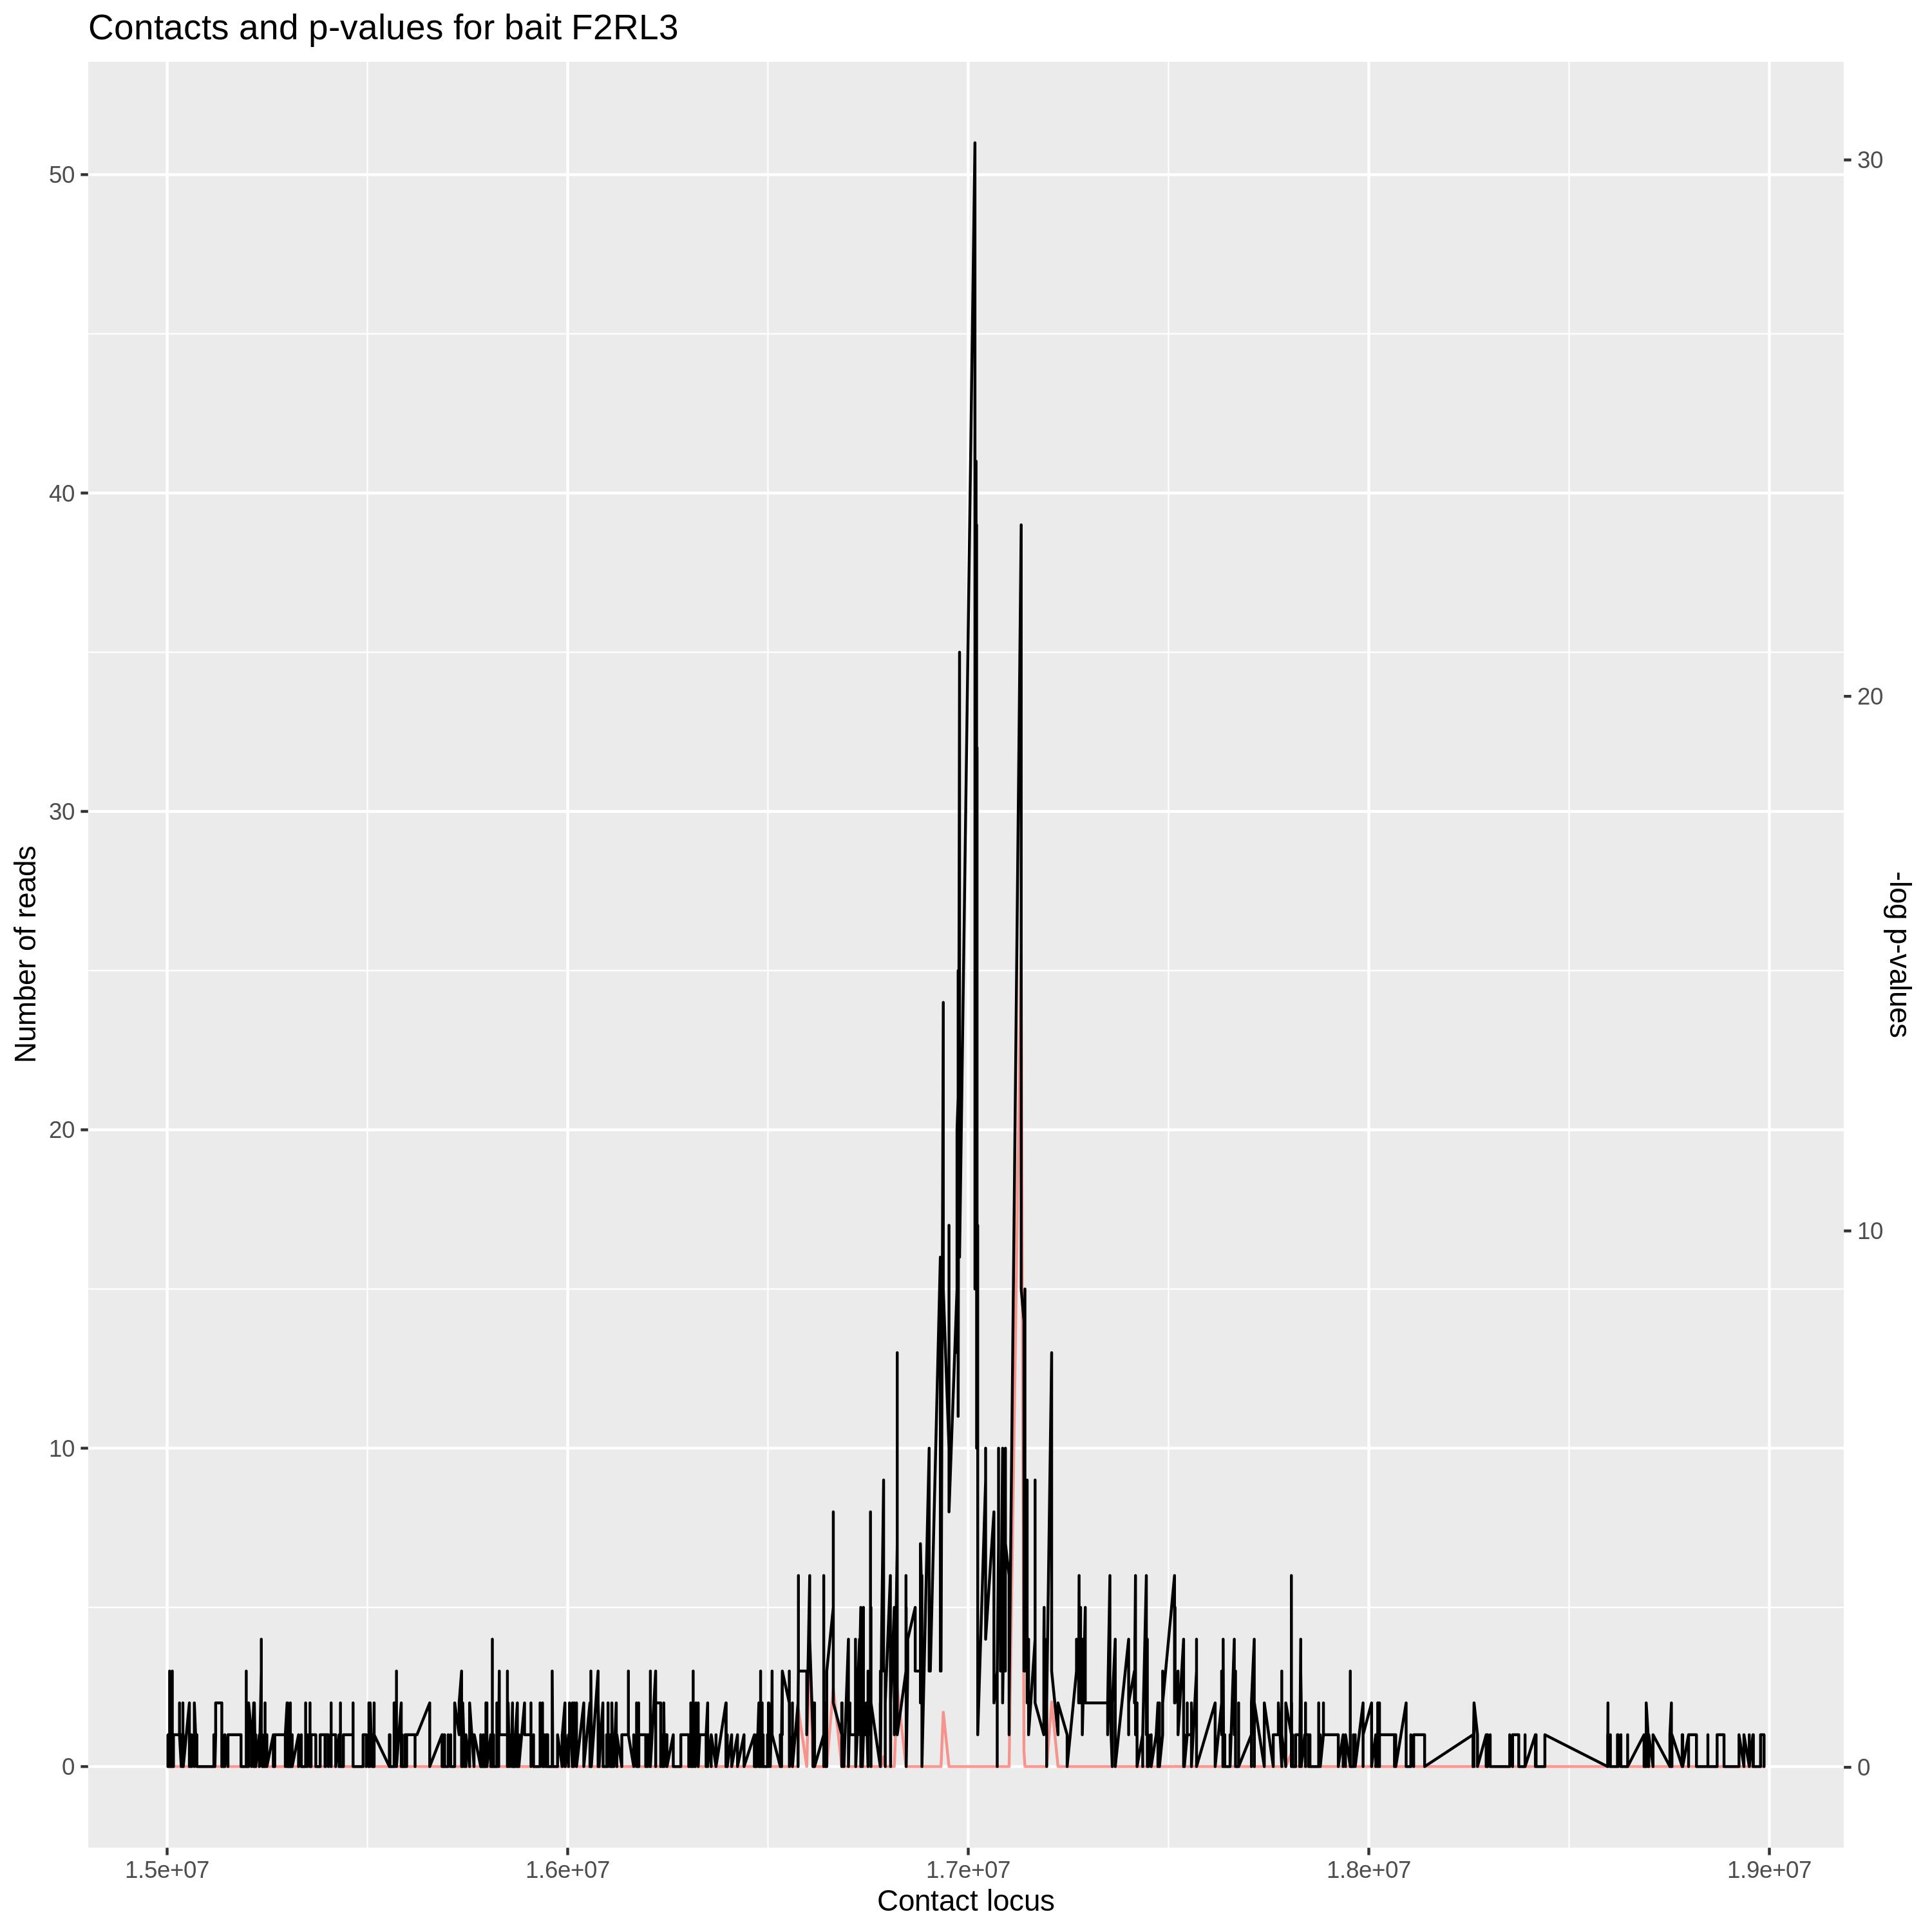 Contacts and p-values for bait F2RL3
50
40
30
20
10
0
Number of reads
30
20
10
0
-log p-values
1.5e+07
1.6e+07
1.7e+07
1.8e+07
1.9e+07
Contact locus